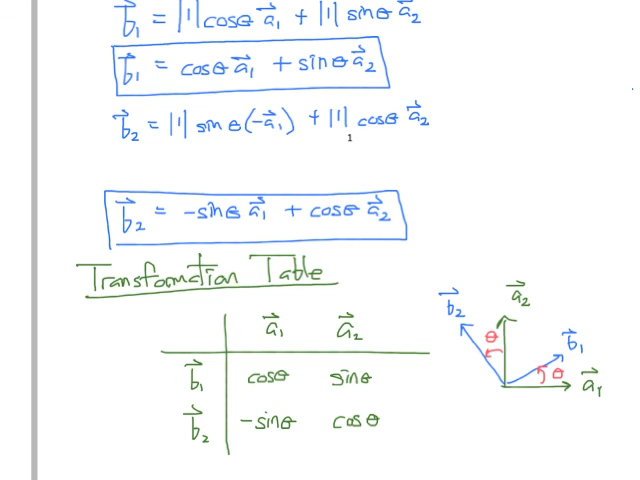 b⃗₁ = |1| cosθ a⃗₁ + |1| sinθ a⃗₂
b⃗₁ = cosθ a⃗₁ + sinθ a⃗₂
b⃗₂ = |1| sinθ(-a⃗₁) + |1| cosθ a⃗₂
b⃗₂ = -sinθ a⃗₁ + cosθ a⃗₂
Transformation Table
a⃗₁ a⃗₂
b⃗₁ cosθ sinθ
b⃗₂ -sinθ cosθ
a⃗₂
b⃗₂
θ
b⃗₁
θ
a⃗₁